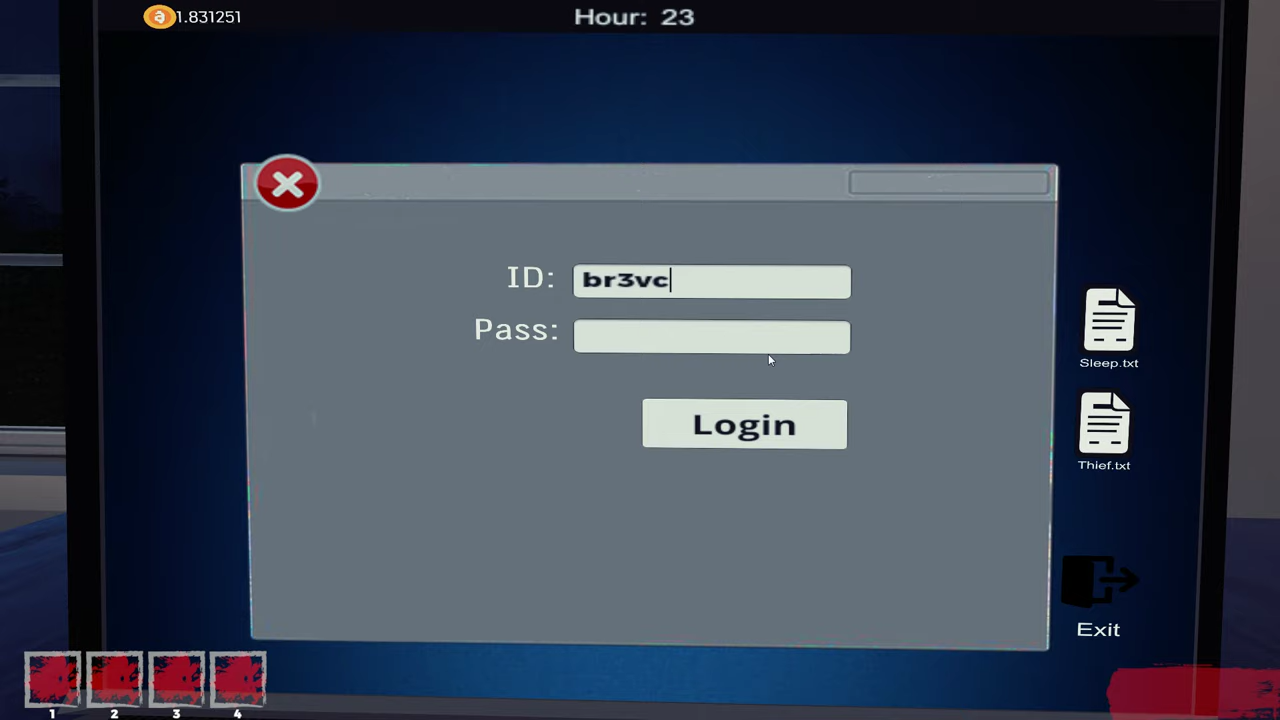 1.831251
Hour: 23
ID: br3vc
Pass:
Login
Sleep.txt
Thief.txt
Exit
1 2 3 4